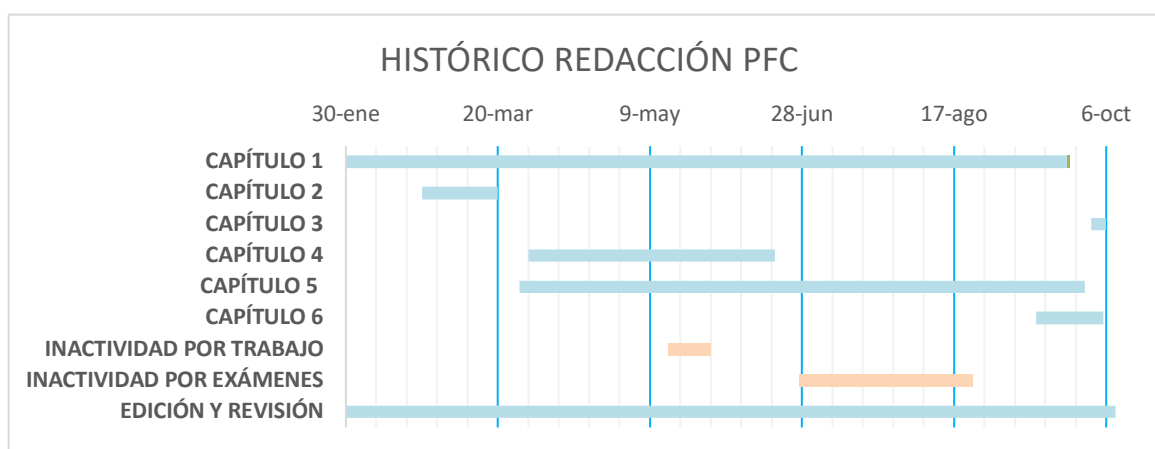 HISTÓRICO REDACCIÓN PFC
30-ene 20-mar 9-may 28-jun 17-ago 6-oct
CAPÍTULO 1
CAPÍTULO 2
CAPÍTULO 3
CAPÍTULO 4
CAPÍTULO 5
CAPÍTULO 6
INACTIVIDAD POR TRABAJO
INACTIVIDAD POR EXÁMENES
EDICIÓN Y REVISIÓN